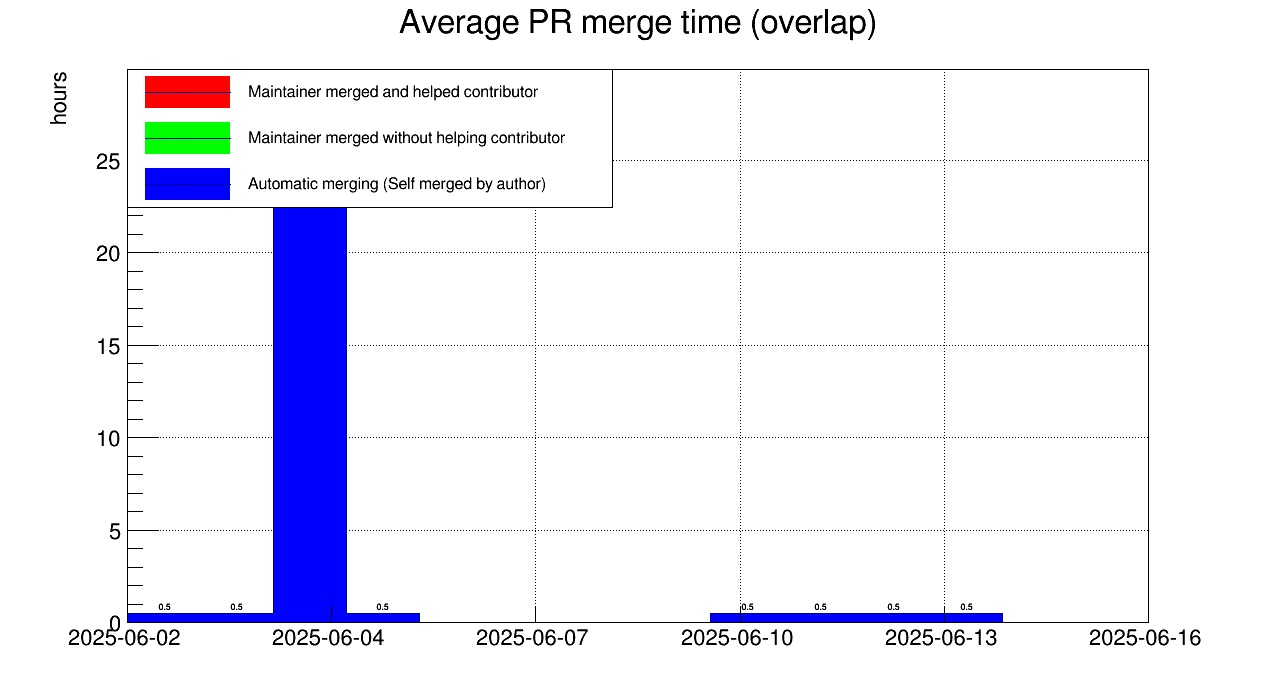 Average PR merge time (overlap)
hours
Maintainer merged and helped contributor
Maintainer merged without helping contributor
Automatic merging (Self merged by author)
25
20
15
10
5
0
0.5 0.5 0.5 0.5 0.5 0.5 0.5
2025-06-02 2025-06-04 2025-06-07 2025-06-10 2025-06-13 2025-06-16